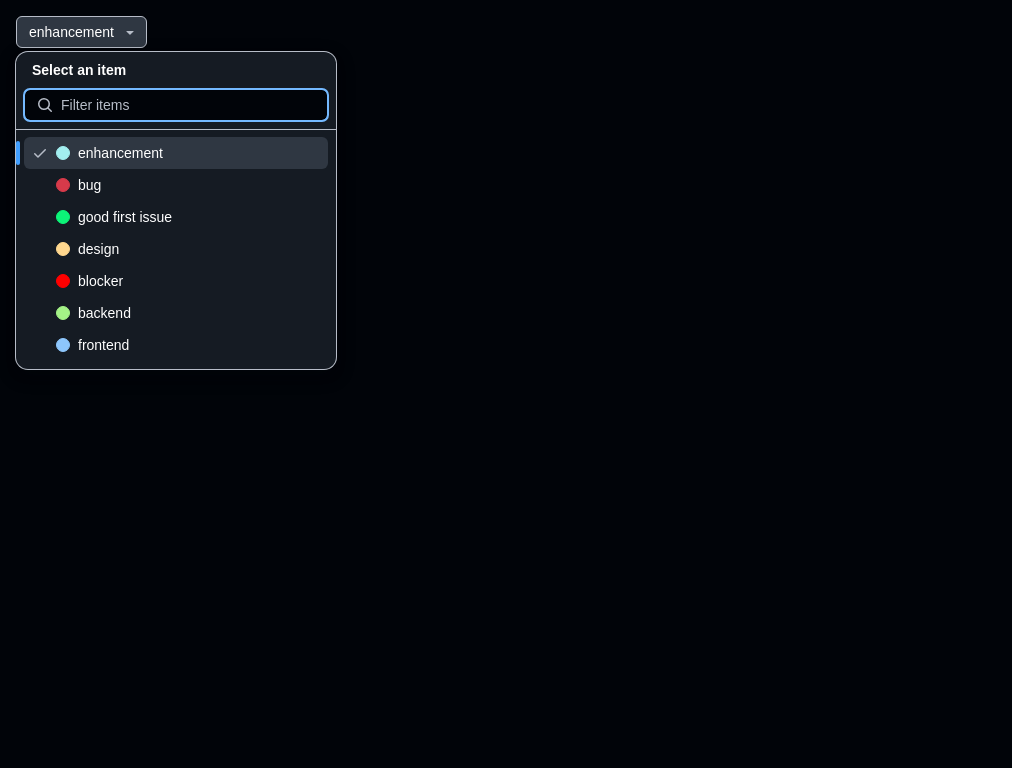 enhancement
Select an item
Filter items
enhancement
bug
good first issue
design
blocker
backend
frontend